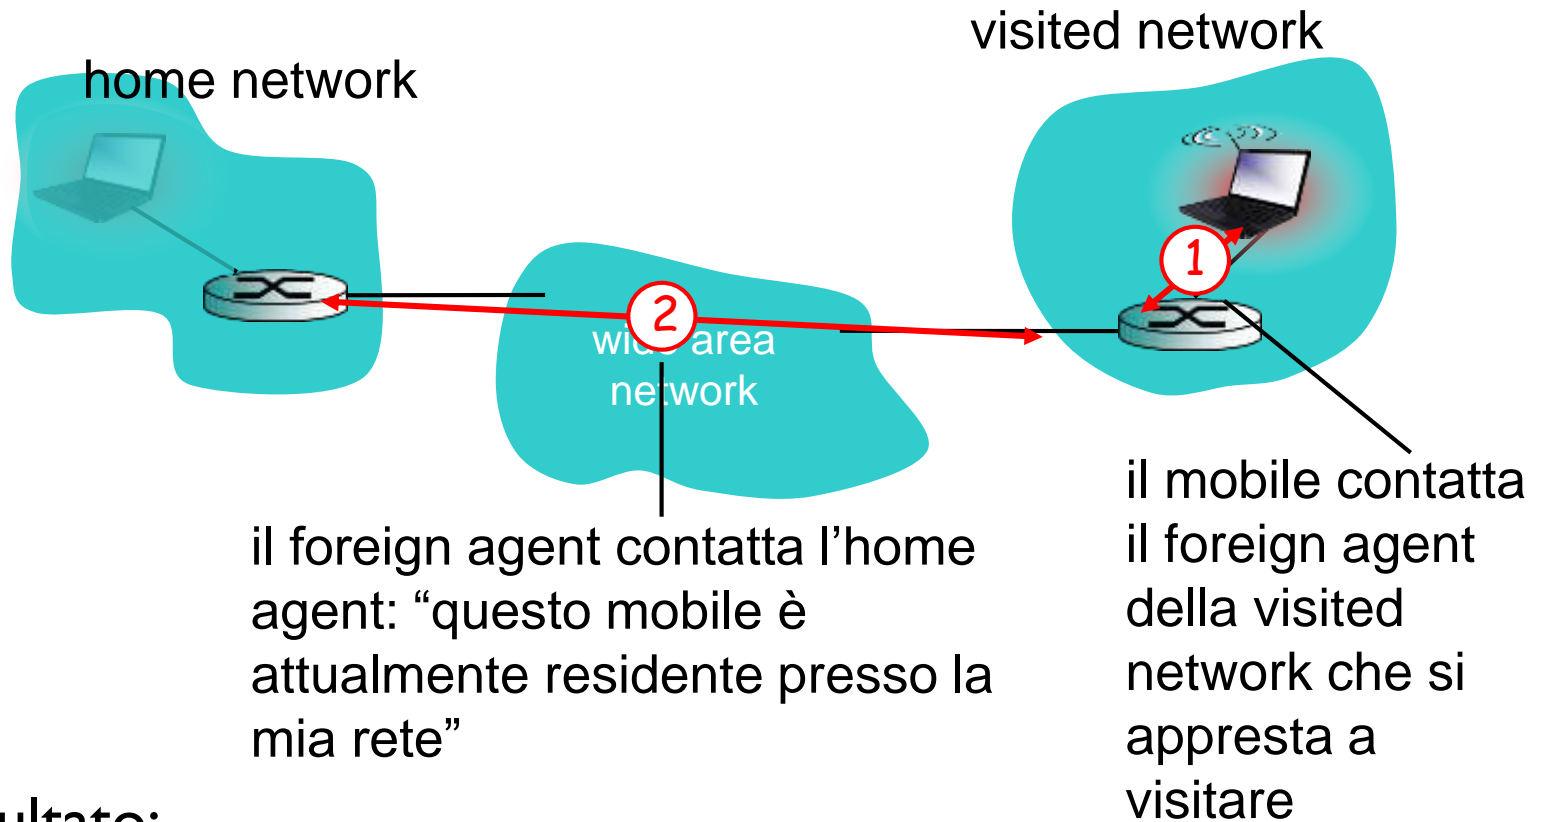 visited network
home network
1
2
wide area
network
il foreign agent contatta l’home
agent: “questo mobile è
attualmente residente presso la
mia rete”
il mobile contatta
il foreign agent
della visited
network che si
appresta a
visitare